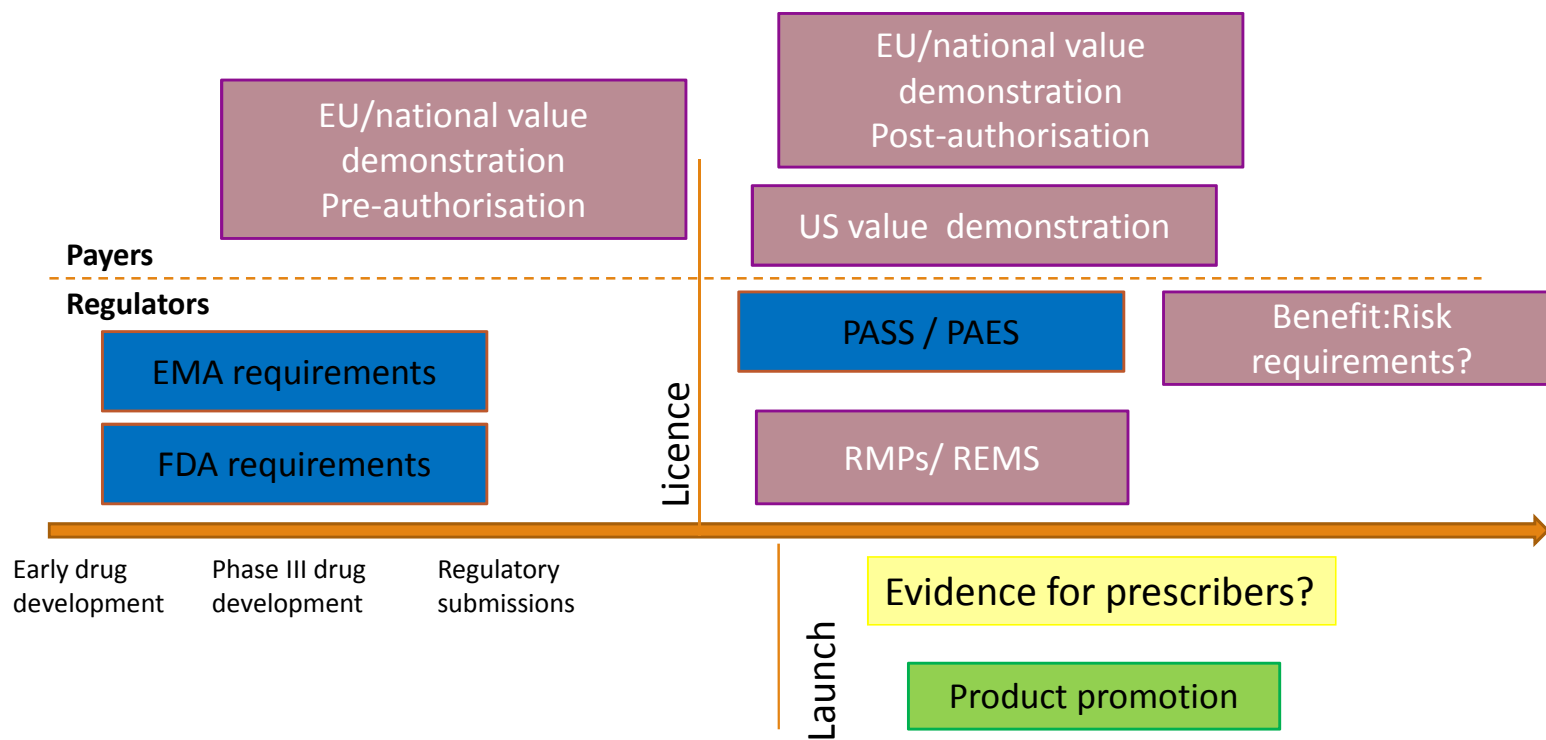 EU/national value
demonstration
Pre-authorisation
EU/national value
demonstration
Post-authorisation
US value  demonstration
Payers
Regulators
EMA requirements
FDA requirements
Licence
PASS / PAES
Benefit:Risk
requirements?
RMPs/ REMS
Early drug
development
Phase III drug
development
Regulatory
submissions
Launch
Evidence for prescribers?
Product promotion